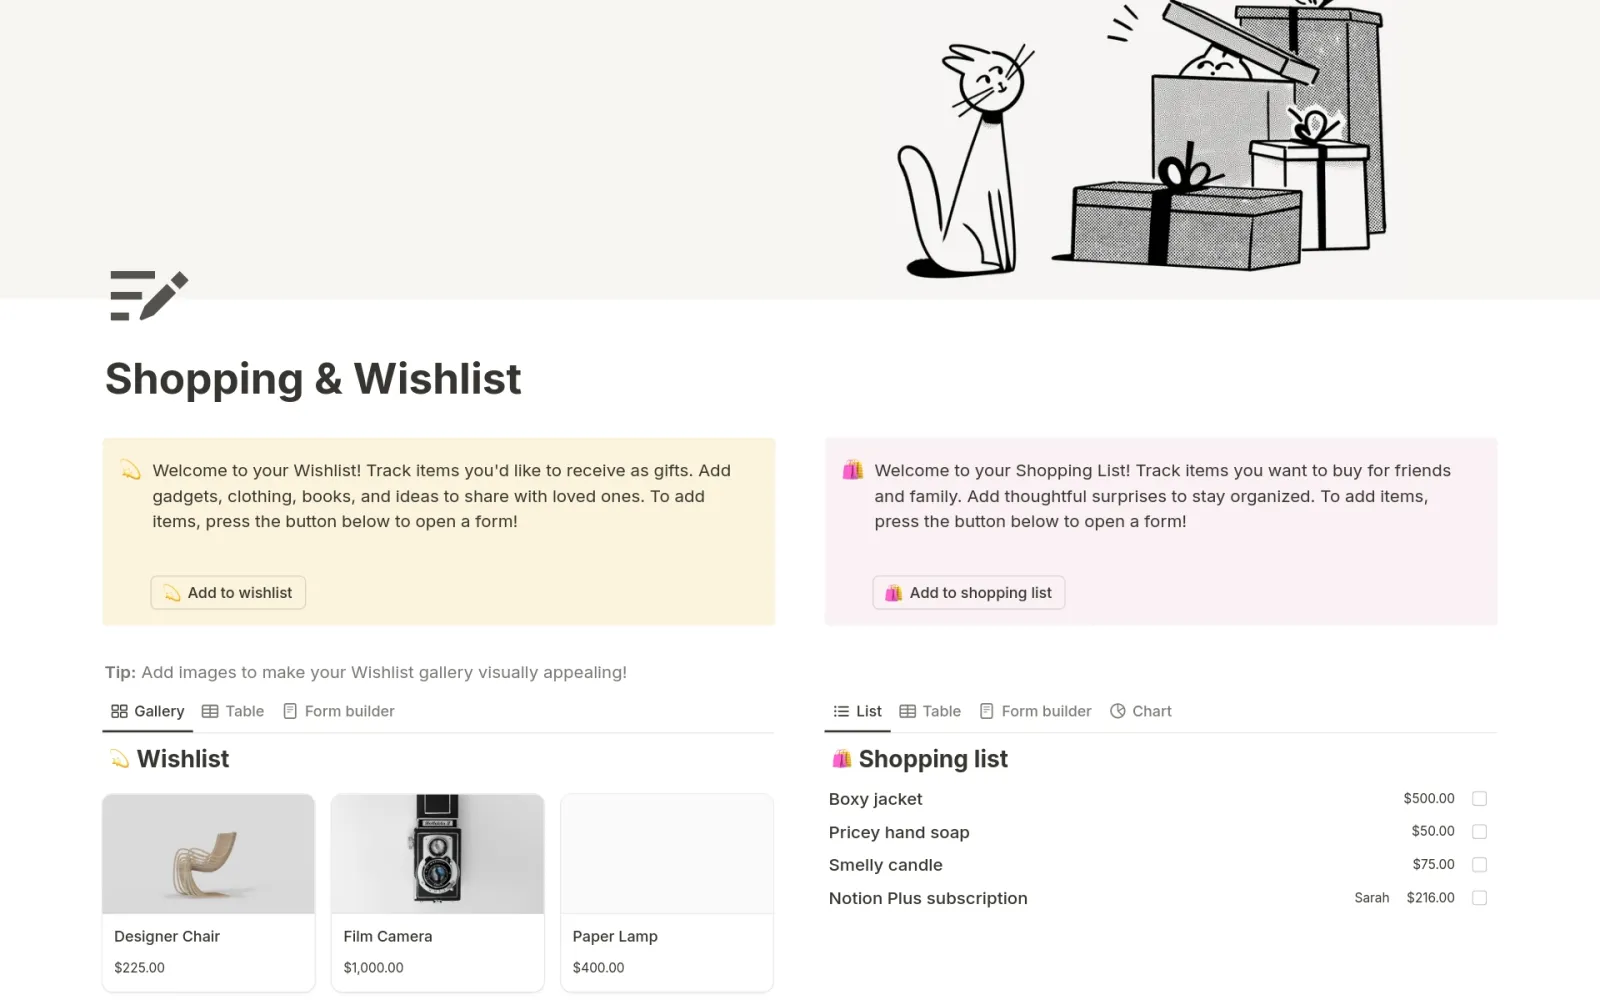 Shopping & Wishlist
Welcome to your Wishlist! Track items you'd like to receive as gifts. Add
gadgets, clothing, books, and ideas to share with loved ones. To add
items, press the button below to open a form!
Add to wishlist
Welcome to your Shopping List! Track items you want to buy for friends
and family. Add thoughtful surprises to stay organized. To add items,
press the button below to open a form!
Add to shopping list
Tip: Add images to make your Wishlist gallery visually appealing!
Gallery Table Form builder
Wishlist
Designer Chair
$225.00
Film Camera
$1,000.00
Paper Lamp
$400.00
List Table Form builder Chart
Shopping list
Boxy jacket $500.00
Pricey hand soap $50.00
Smelly candle $75.00
Notion Plus subscription Sarah $216.00